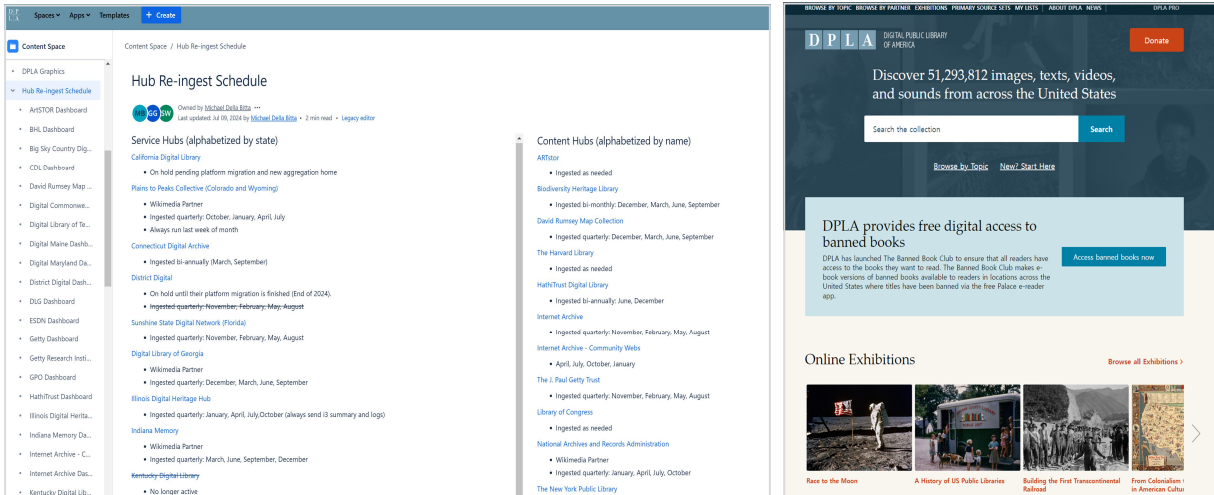 DPLA
Spaces Apps Templates + Create
Content Space
DPLA Graphics
Hub Re-ingest Schedule
ArtSTOR Dashboard
BHL Dashboard
Big Sky Country Dig...
CDL Dashboard
David Rumsey Map ...
Digital Commonwe...
Digital Library of Te...
Digital Maine Dashb...
Digital Maryland Da...
District Digital Dash...
DLG Dashboard
ESDN Dashboard
Getty Dashboard
Getty Research Insti...
GPO Dashboard
HathiTrust Dashboard
Illinois Digital Herita...
Indiana Memory Da...
Internet Archive - C...
Internet Archive Das...
Kentucky Digital Lib...
Content Space / Hub Re-ingest Schedule
Hub Re-ingest Schedule
MB GG SW
Owned by Michael Della Bitta •••
Last updated: Jul 09, 2024 by Michael Della Bitta • 2 min read • Legacy editor
Service Hubs (alphabetized by state)
California Digital Library
• On hold pending platform migration and new aggregation home
Plains to Peaks Collective (Colorado and Wyoming)
• Wikimedia Partner
• Ingested quarterly: October, January, April, July
• Always run last week of month
Connecticut Digital Archive
• Ingested bi-annually (March, September)
District Digital
• On hold until their platform migration is finished (End of 2024).
• Ingested quarterly: November, February, May, August
Sunshine State Digital Network (Florida)
• Ingested quarterly: November, February, May, August
Digital Library of Georgia
• Wikimedia Partner
• Ingested quarterly: December, March, June, September
Illinois Digital Heritage Hub
• Ingested quarterly: January, April, July,October (always send i3 summary and logs)
Indiana Memory
• Wikimedia Partner
• Ingested quarterly: March, June, September, December
Kentucky Digital Library
• No longer active
Content Hubs (alphabetized by name)
ARTstor
• Ingested as needed
Biodiversity Heritage Library
• Ingested bi-monthly: December, March, June, September
David Rumsey Map Collection
• Ingested quarterly: December, March, June, September
The Harvard Library
• Ingested as needed
HathiTrust Digital Library
• Ingested bi-annually: June, December
Internet Archive
• Ingested quarterly: November, February, May, August
Internet Archive - Community Webs
• April, July, October, January
The J. Paul Getty Trust
• Ingested quarterly: November, February, May, August
Library of Congress
• Ingested as needed
National Archives and Records Administration
• Wikimedia Partner
• Ingested quarterly: January, April, July, October
The New York Public Library
BROWSE BY TOPIC BROWSE BY PARTNER EXHIBITIONS PRIMARY SOURCE SETS MY LISTS | ABOUT DPLA NEWS | DPLA PRO
DPLA
DIGITAL PUBLIC LIBRARY
OF AMERICA
Donate
Discover 51,293,812 images, texts, videos,
and sounds from across the United States
Search the collection
Search
Browse by Topic New? Start Here
DPLA provides free digital access to
banned books
DPLA has launched The Banned Book Club to ensure that all readers have
access to the books they want to read. The Banned Book Club makes e-
book versions of banned books available to readers in locations across the
United States where titles have been banned via the free Palace e-reader
app.
Access banned books now
Online Exhibitions
Browse all Exhibitions >
Race to the Moon
A History of US Public Libraries
Building the First Transcontinental
Railroad
From Colonialism
in American Cultu